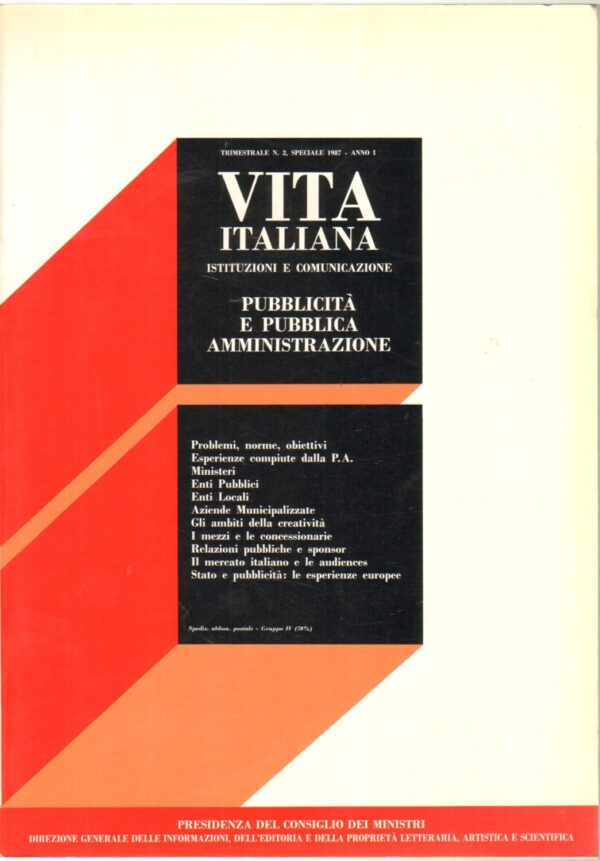 TRIMESTRALE N. 2, SPECIALE 1987 - ANNO I
VITA
ITALIANA
ISTITUZIONI E COMUNICAZIONE
PUBBLICITÀ
E PUBBLICA
AMMINISTRAZIONE
Problemi, norme, obiettivi
Esperienze compiute dalla P.A.
Ministeri
Enti Pubblici
Enti Locali
Aziende Municipalizzate
Gli ambiti della creatività
I mezzi e le concessionarie
Relazioni pubbliche e sponsor
Il mercato italiano e le audiences
Stato e pubblicità: le esperienze europee
Spediz. abbon. postale - Gruppo IV (70%)
PRESIDENZA DEL CONSIGLIO DEI MINISTRI
DIREZIONE GENERALE DELLE INFORMAZIONI, DELL'EDITORIA E DELLA PROPRIETÀ LETTERARIA, ARTISTICA E SCIENTIFICA